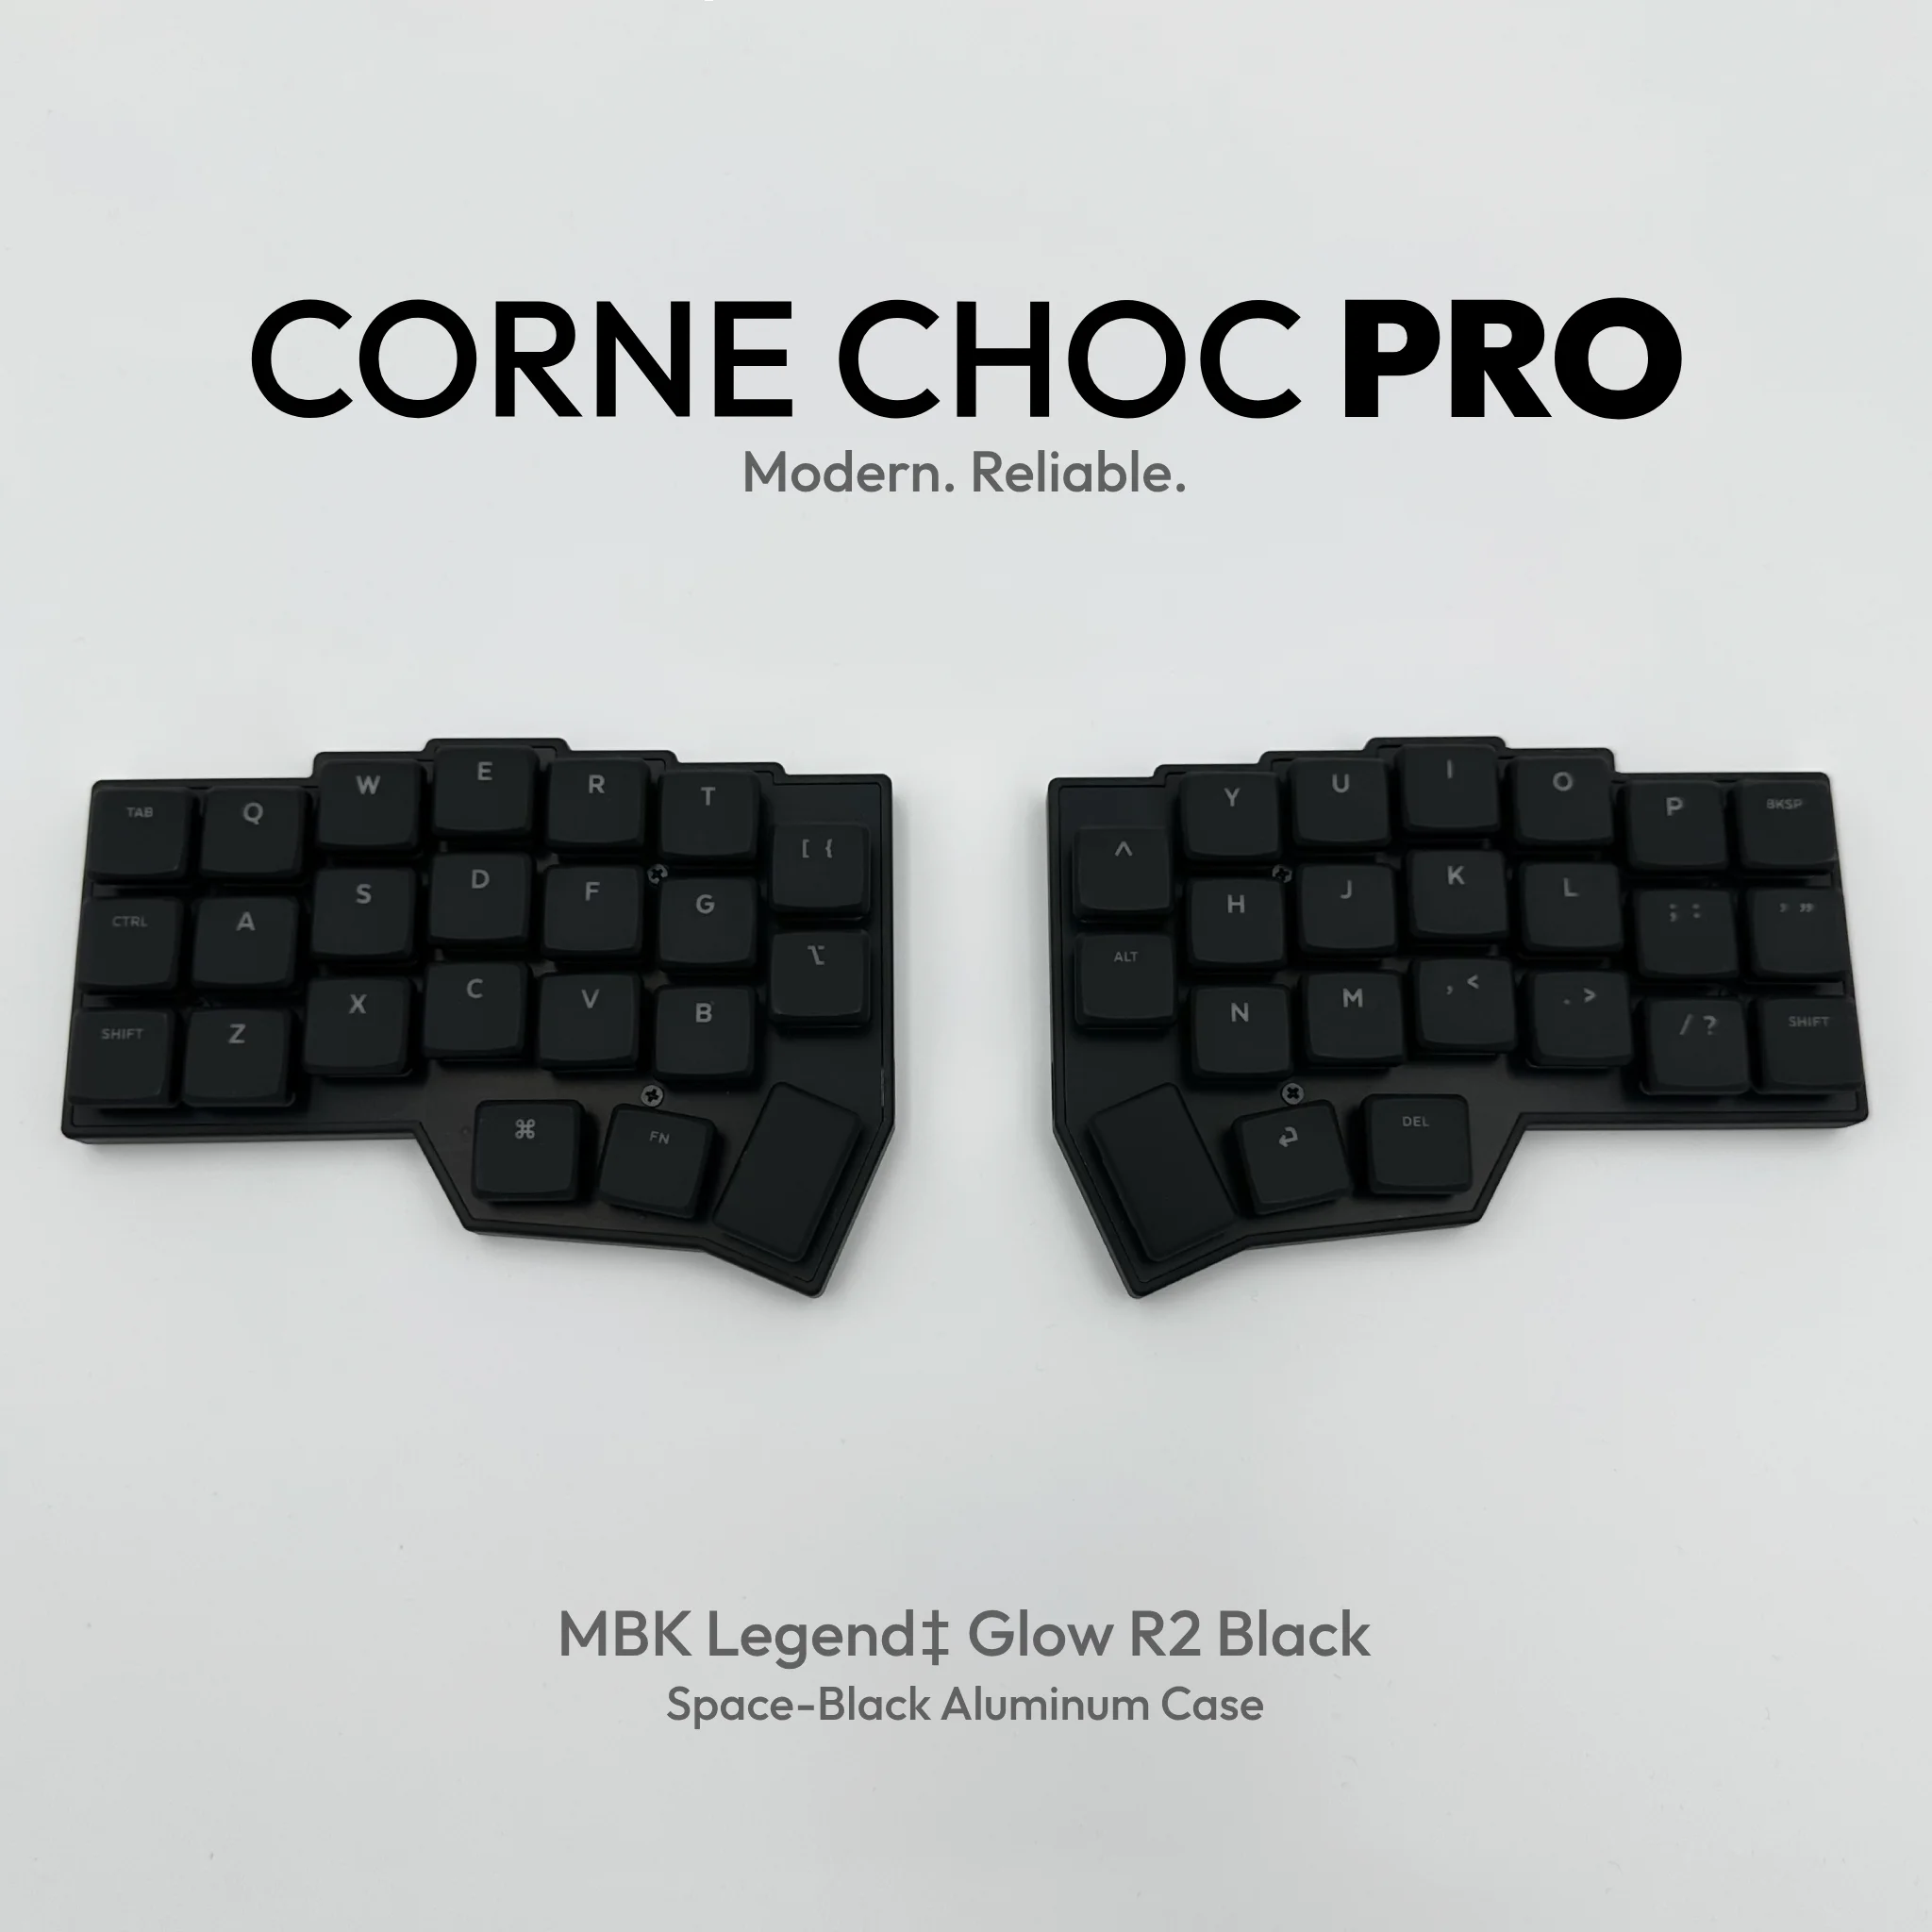 CORNE CHOC PRO
Modern. Reliable.
TAB Q W E R T [ {
CTRL A S D F G ⌥
SHIFT Z X C V B
⌘ FN
^ Y U I O P BKSP
ALT H J K L ; : ' "
N M , < . > / ? SHIFT
↵ DEL
MBK Legend‡ Glow R2 Black
Space-Black Aluminum Case